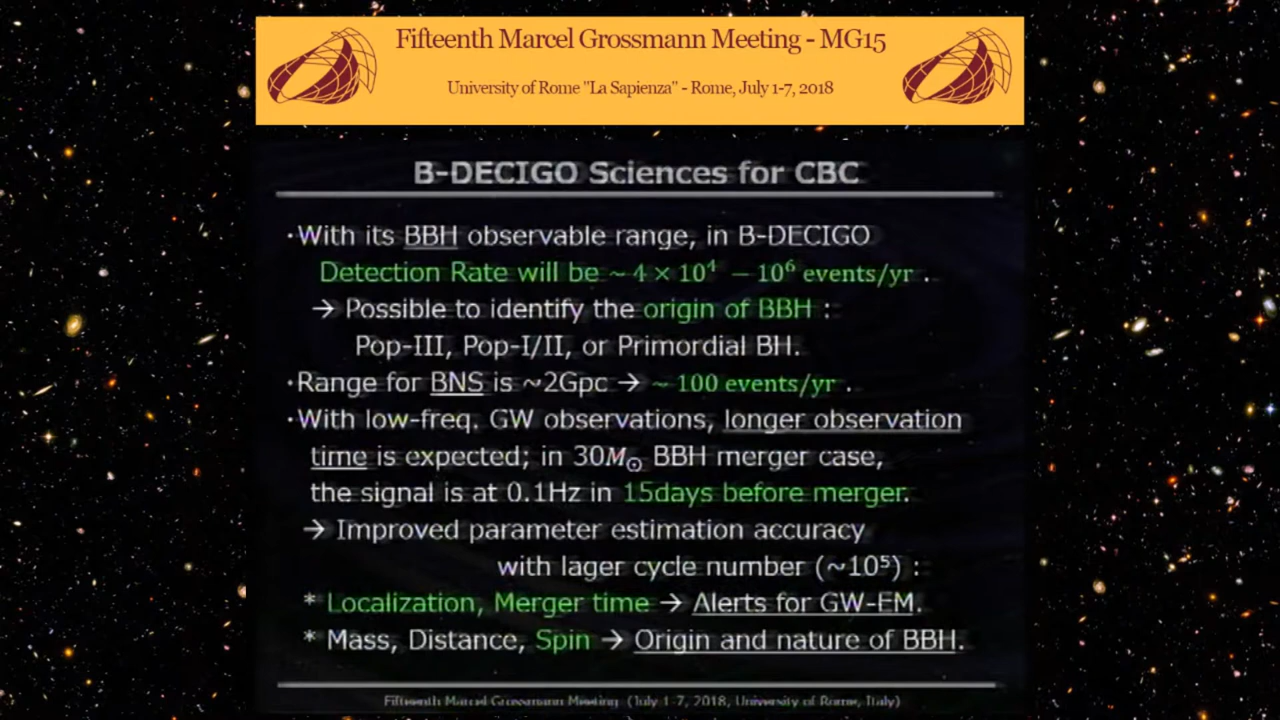 Fifteenth Marcel Grossmann Meeting - MG15
University of Rome "La Sapienza" - Rome, July 1-7, 2018
B-DECIGO Sciences for CBC
・With its BBH observable range, in B-DECIGO
Detection Rate will be ~ 4 × 10⁴ − 10⁶ events/yr .
→ Possible to identify the origin of BBH :
Pop-III, Pop-I/II, or Primordial BH.
・Range for BNS is ~2Gpc → ~ 100 events/yr .
・With low-freq. GW observations, longer observation
time is expected; in 30M⊙ BBH merger case,
the signal is at 0.1Hz in 15days before merger.
→ Improved parameter estimation accuracy
with lager cycle number (~10⁵) :
* Localization, Merger time → Alerts for GW-EM.
* Mass, Distance, Spin → Origin and nature of BBH.
Fifteenth Marcel Grossmann Meeting (July 1-7, 2018, University of Rome, Italy)